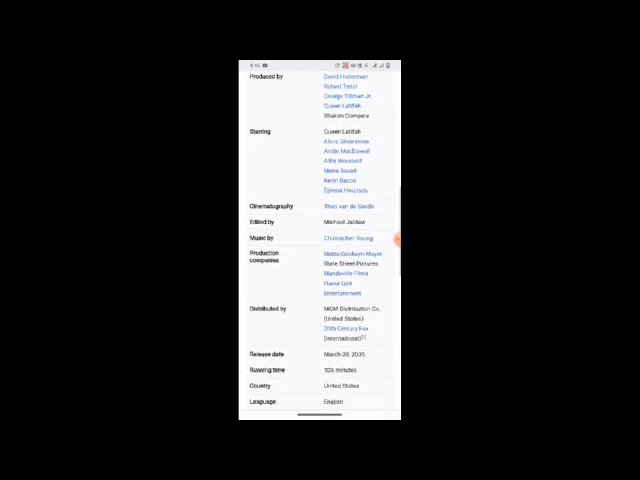 9:16
Produced by
David Hoberman
Robert Teitel
George Tillman Jr.
Queen Latifah
Shakim Compere
Starring
Queen Latifah
Alicia Silverstone
Andie MacDowell
Alfre Woodard
Mena Suvari
Kevin Bacon
Djimon Hounsou
Cinematography
Theo van de Sande
Edited by
Michael Jablow
Music by
Christopher Young
Production
companies
Metro-Goldwyn-Mayer
State Street Pictures
Mandeville Films
Flavor Unit
Entertainment
Distributed by
MGM Distribution Co.
(United States)
20th Century Fox
(International)[1]
Release date
March 30, 2005
Running time
105 minutes
Country
United States
Language
English